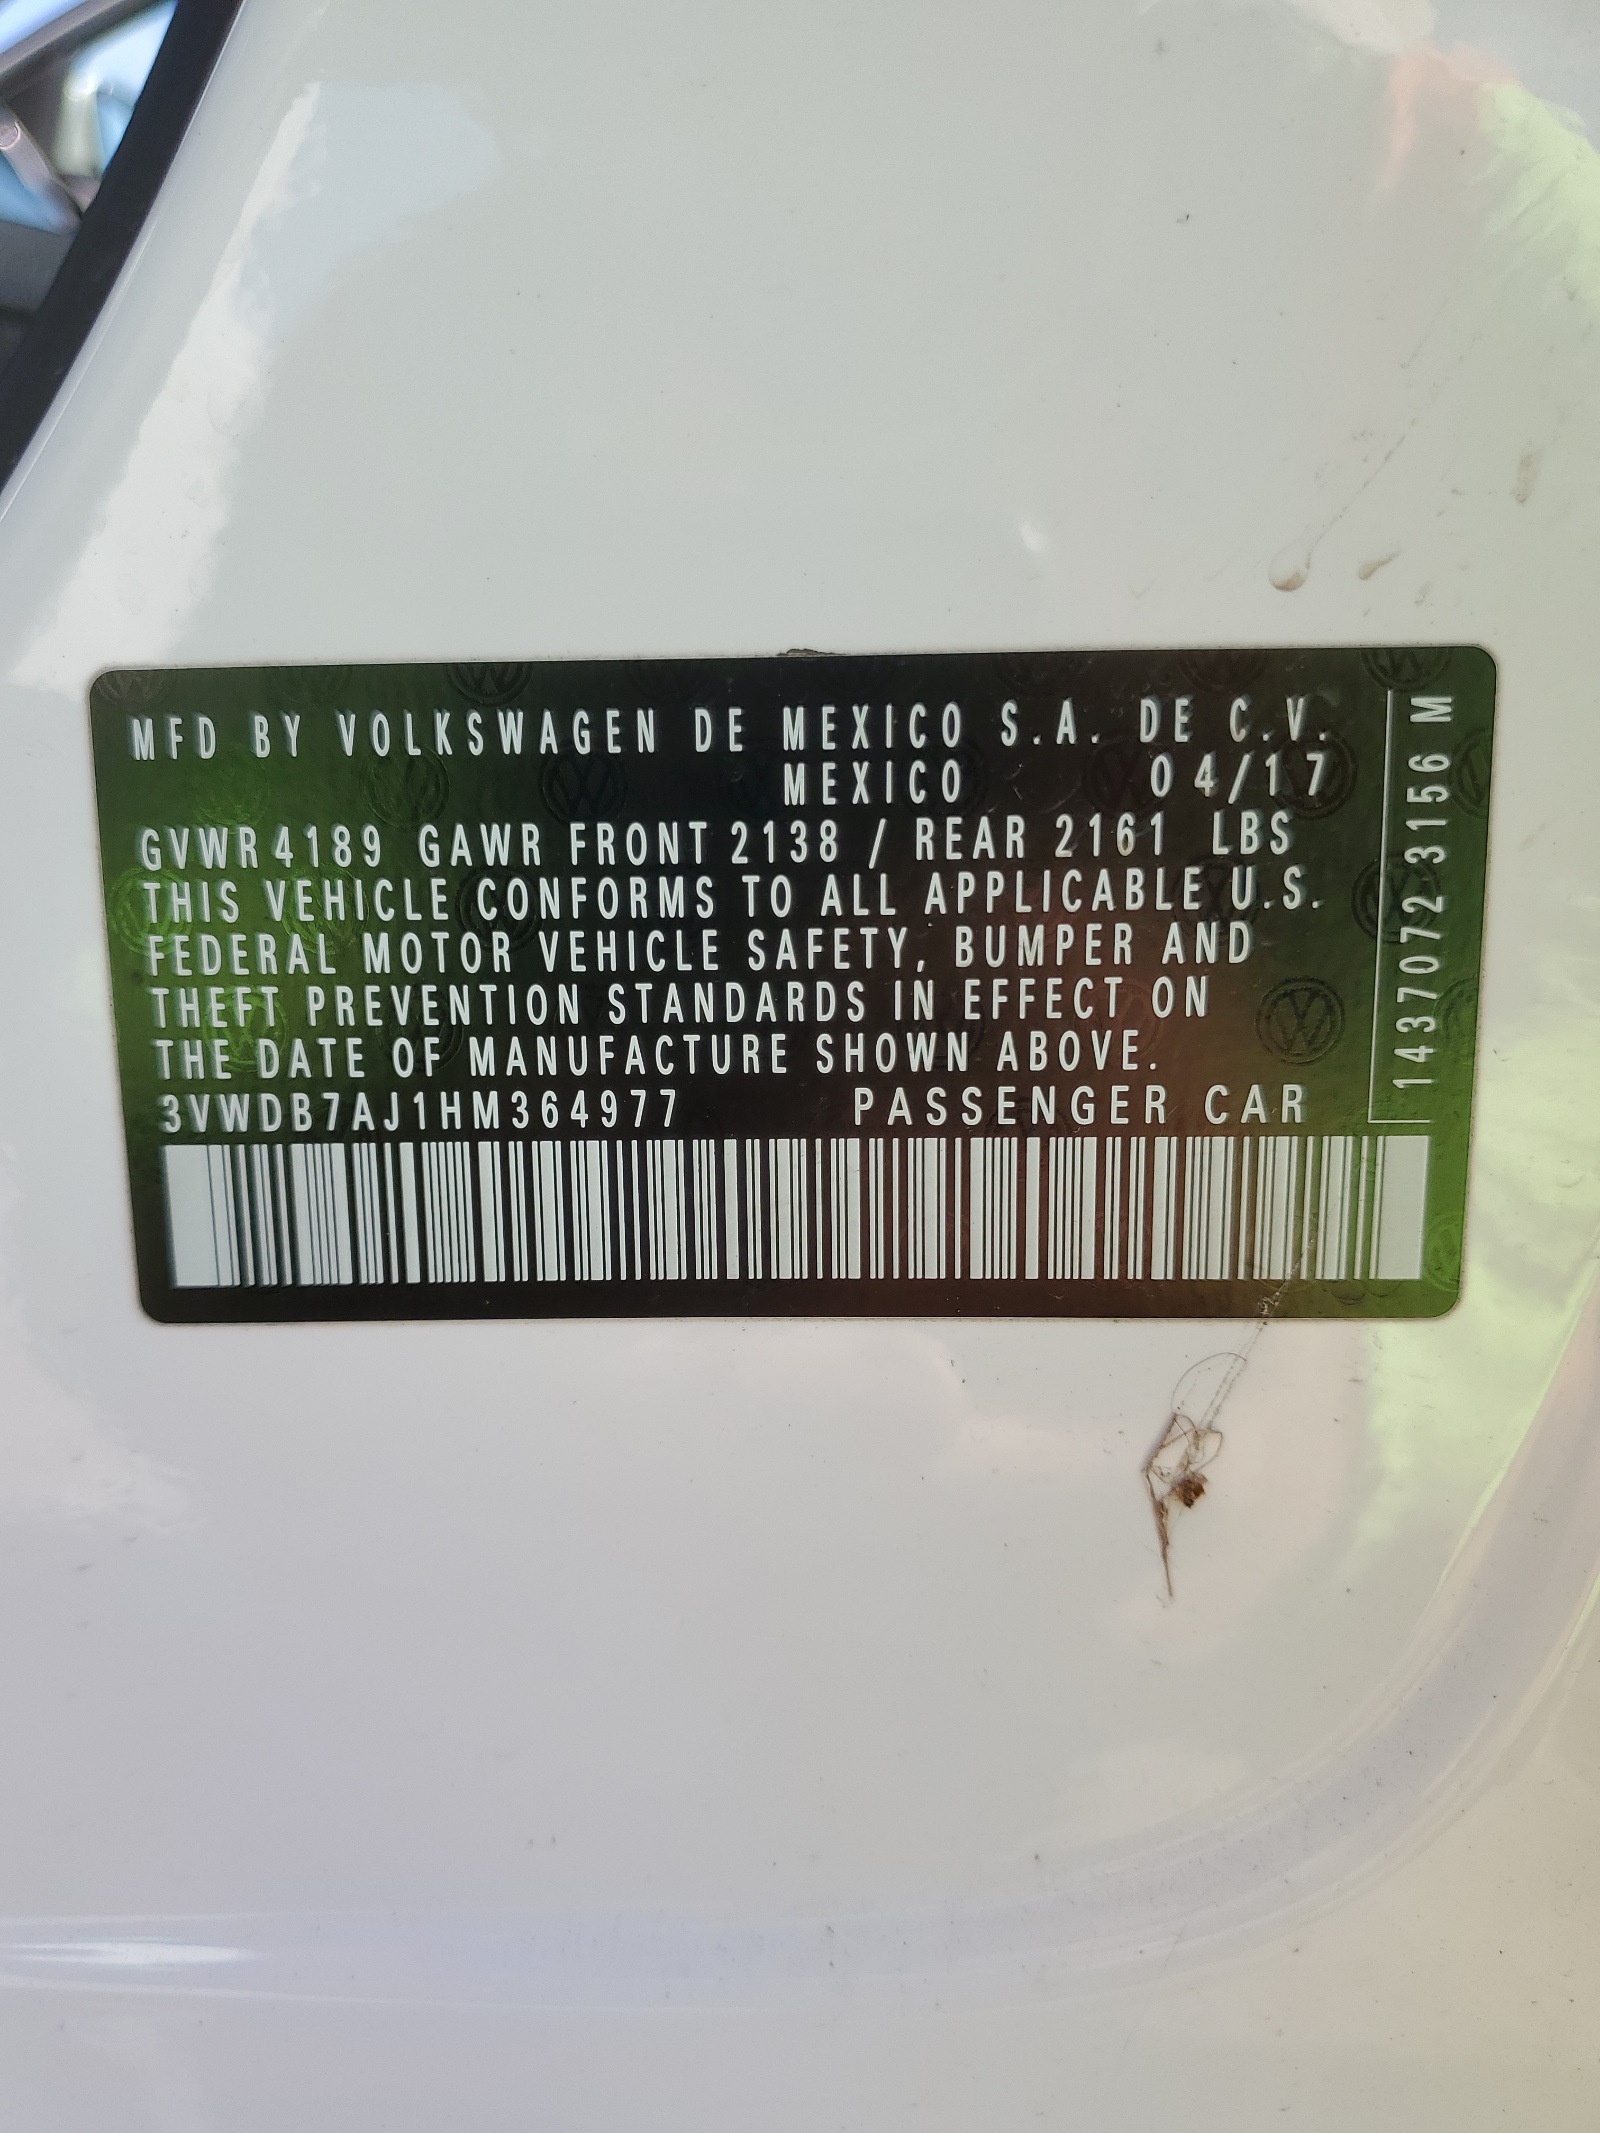 MFD BY VOLKSWAGEN DE MEXICO S.A. DE C.V.
MEXICO 04/17
GVWR 4189 GAWR FRONT 2138 / REAR 2161 LBS
THIS VEHICLE CONFORMS TO ALL APPLICABLE U.S.
FEDERAL MOTOR VEHICLE SAFETY, BUMPER AND
THEFT PREVENTION STANDARDS IN EFFECT ON
THE DATE OF MANUFACTURE SHOWN ABOVE.
3VWDB7AJ1HM364977 PASSENGER CAR
1437072 3156 M